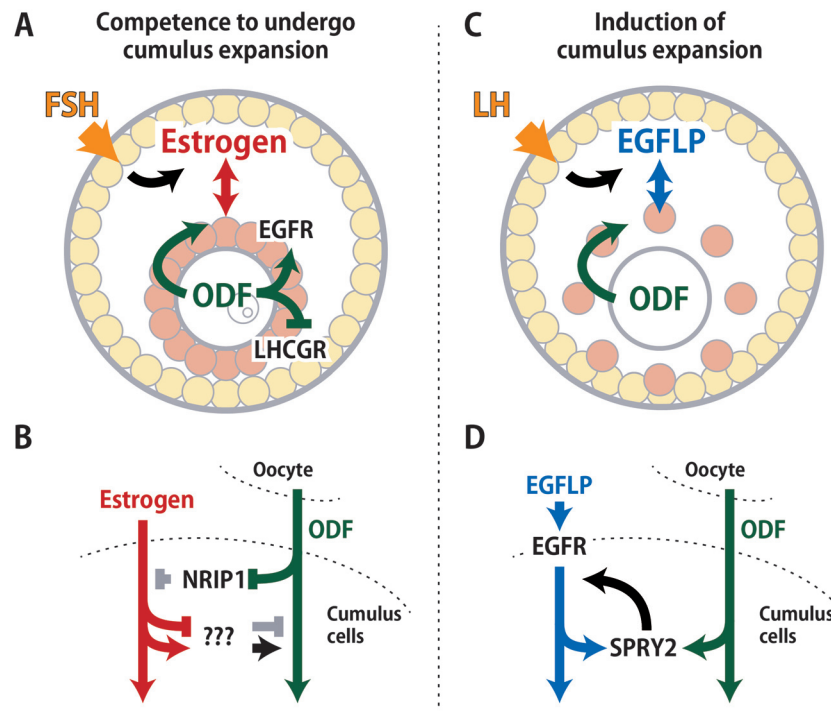 A
Competence to undergo
cumulus expansion
FSH
Estrogen
EGFR
ODF
LHCGR
B
Oocyte
Estrogen
ODF
NRIP1
Cumulus
cells
???
C
Induction of
cumulus expansion
LH
EGFLP
ODF
D
Oocyte
EGFLP
ODF
EGFR
Cumulus
cells
SPRY2